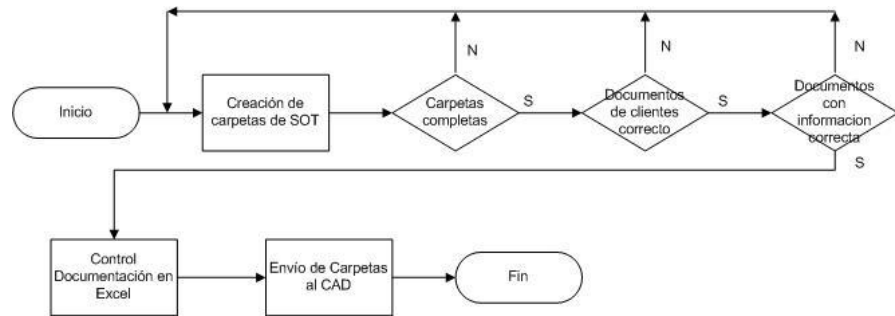 N
N
N
Inicio
Creación de
carpetas de SOT
Carpetas
completas
S
Documentos
de clientes
correcto
S
Documentos
con
informacion
correcta
S
Control
Documentación en
Excel
Envío de Carpetas
al CAD
Fin